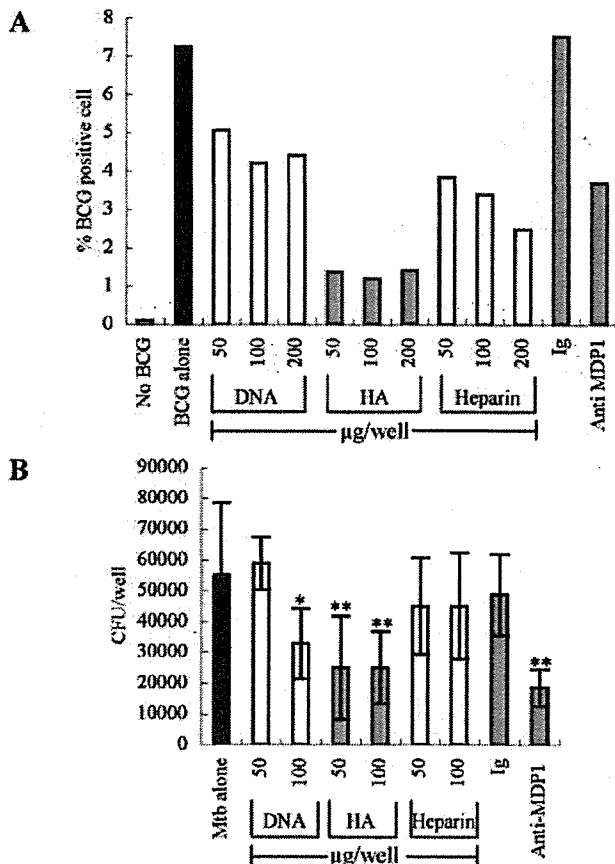 A
% BCG positive cell
8
7
6
5
4
3
2
1
0
No BCG
BCG alone
50
100
200
50
100
200
50
100
200
Ig
Anti MDP1
DNA
HA
Heparin
µg/well
B
CFU/well
90000
80000
70000
60000
50000
40000
30000
20000
10000
0
*
**
**
**
Mtb alone
50
100
50
100
50
100
Ig
Anti-MDP1
DNA
HA
Heparin
µg/well